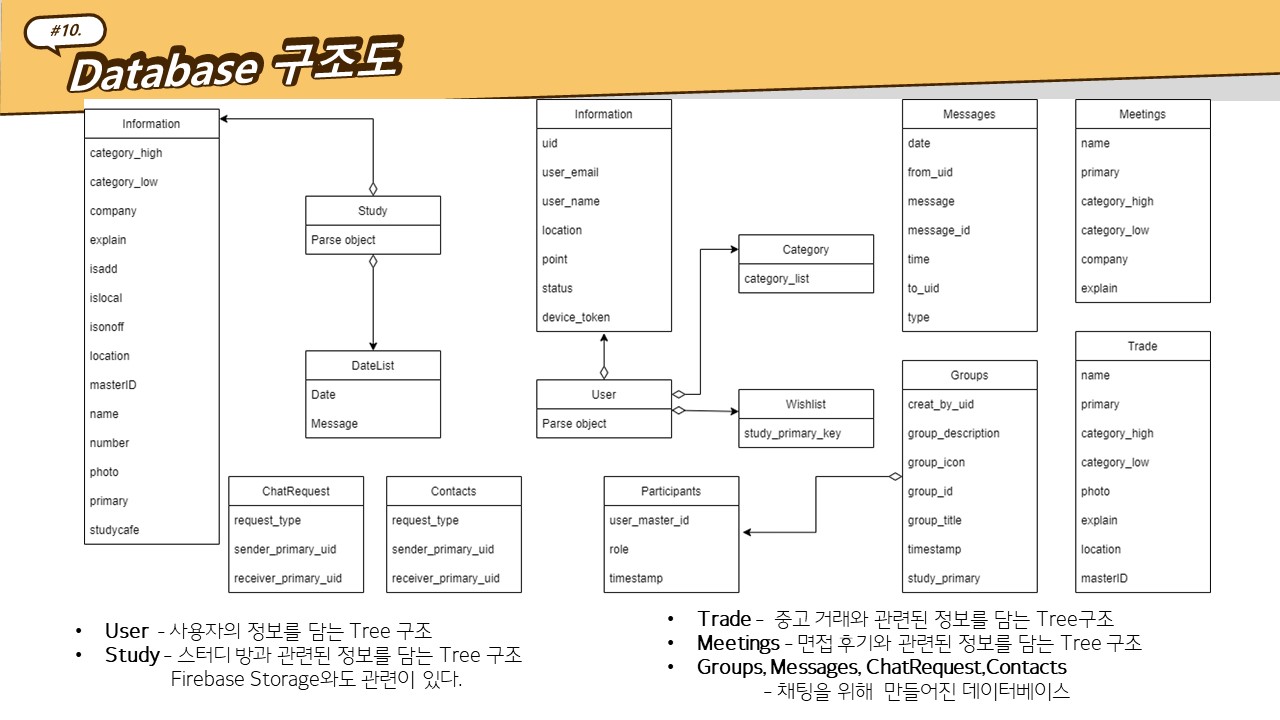 #10.
Database 구조도
Information
category_high
category_low
company
explain
isadd
islocal
isonoff
location
masterID
name
number
photo
primary
studycafe
Study
Parse object
DateList
Date
Message
ChatRequest
request_type
sender_primary_uid
receiver_primary_uid
Contacts
request_type
sender_primary_uid
receiver_primary_uid
Information
uid
user_email
user_name
location
point
status
device_token
User
Parse object
Category
category_list
Wishlist
study_primary_key
Participants
user_master_id
role
timestamp
Messages
date
from_uid
message
message_id
time
to_uid
type
Groups
creat_by_uid
group_description
group_icon
group_id
group_title
timestamp
study_primary
Meetings
name
primary
category_high
category_low
company
explain
Trade
name
primary
category_high
category_low
photo
explain
location
masterID
• User - 사용자의 정보를 담는 Tree 구조
• Study – 스터디 방과 관련된 정보를 담는 Tree 구조
Firebase Storage와도 관련이 있다.
• Trade – 중고 거래와 관련된 정보를 담는 Tree구조
• Meetings – 면접 후기와 관련된 정보를 담는 Tree 구조
• Groups, Messages, ChatRequest,Contacts
– 채팅을 위해 만들어진 데이터베이스